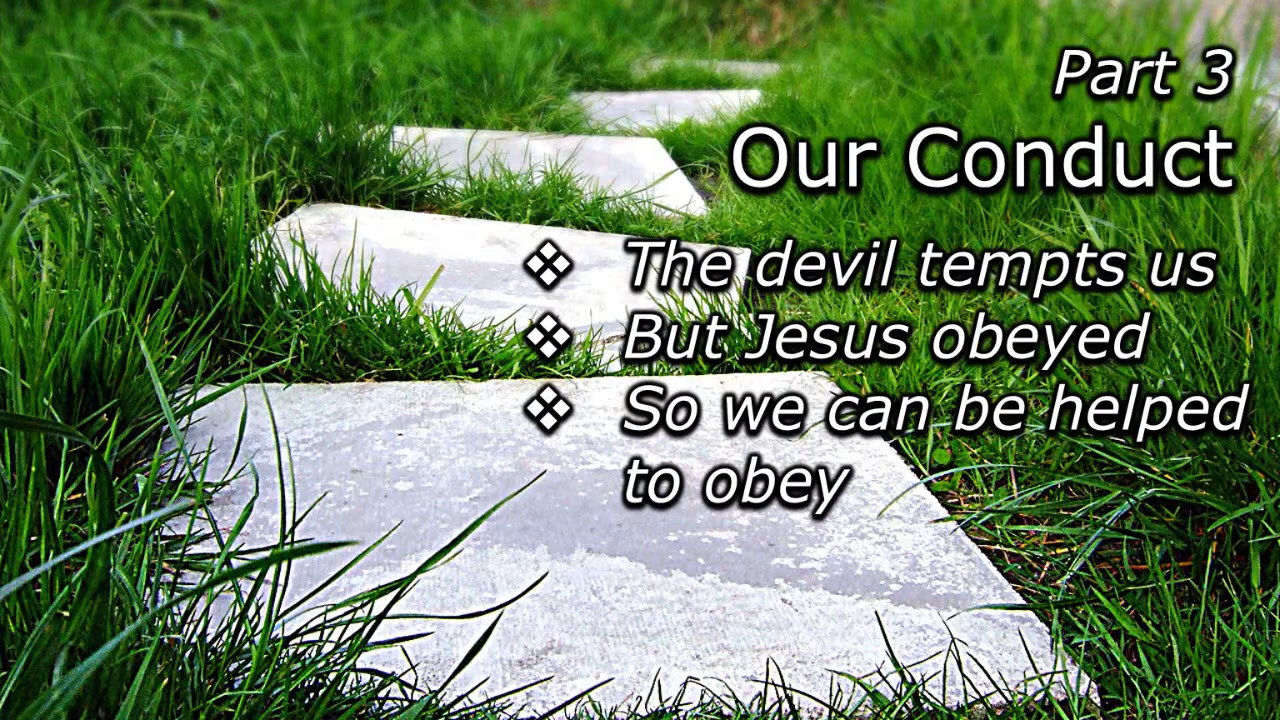 Part 3
Our Conduct
❖ The devil tempts us
❖ But Jesus obeyed
❖ So we can be helped
to obey